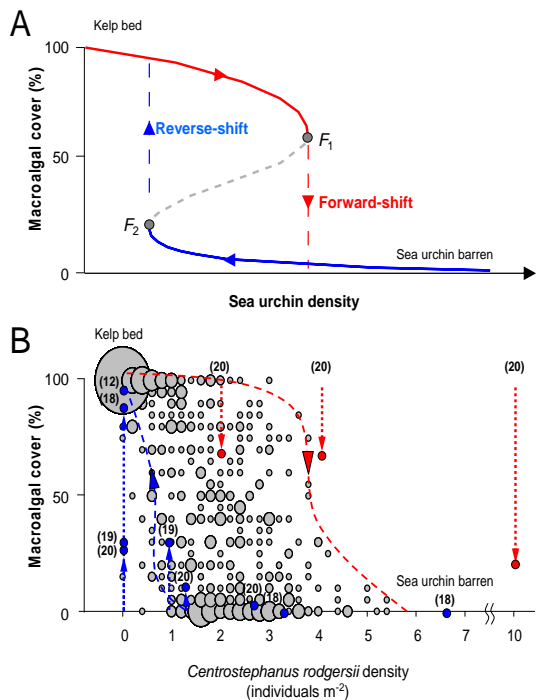 A
Kelp bed
100
50
0
Macroalgal cover (%)
Reverse-shift
F1
F2
Forward-shift
Sea urchin barren
Sea urchin density
B
Kelp bed
(20) (20) (20)
100
50
0
Macroalgal cover (%)
(12)
(18)
(19)
(20)
(19)
(20)
(20)
(18)
Sea urchin barren
(18)
0 1 2 3 4 5 6 7 10
Centrostephanus rodgersii density
(individuals m-2)